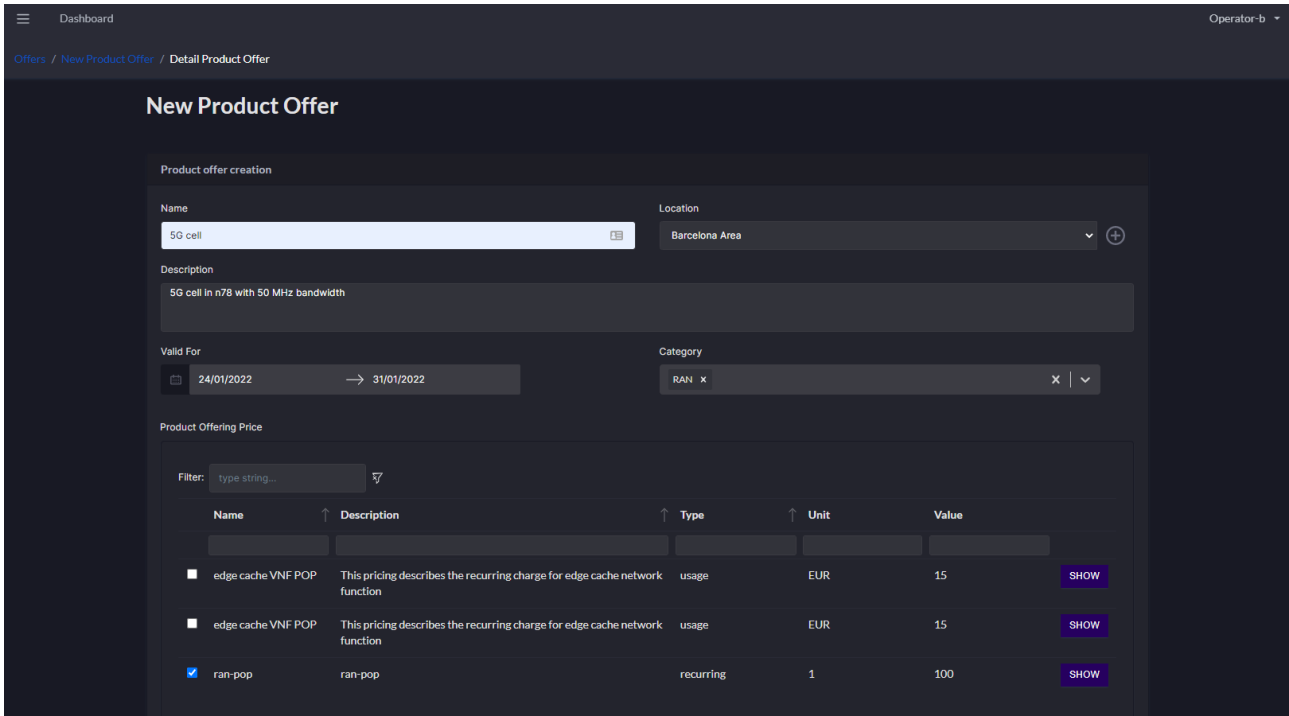 Dashboard Operator-b
Offers / New Product Offer / Detail Product Offer
New Product Offer
Product offer creation
Name Location
5G cell Barcelona Area
Description
5G cell in n78 with 50 MHz bandwidth
Valid For Category
24/01/2022 31/01/2022 RAN x
Product Offering Price
Filter: type string...
Name Description Type Unit Value
edge cache VNF POP This pricing describes the recurring charge for edge cache network usage EUR 15 SHOW
function
edge cache VNF POP This pricing describes the recurring charge for edge cache network usage EUR 15 SHOW
function
ran-pop ran-pop recurring 1 100 SHOW